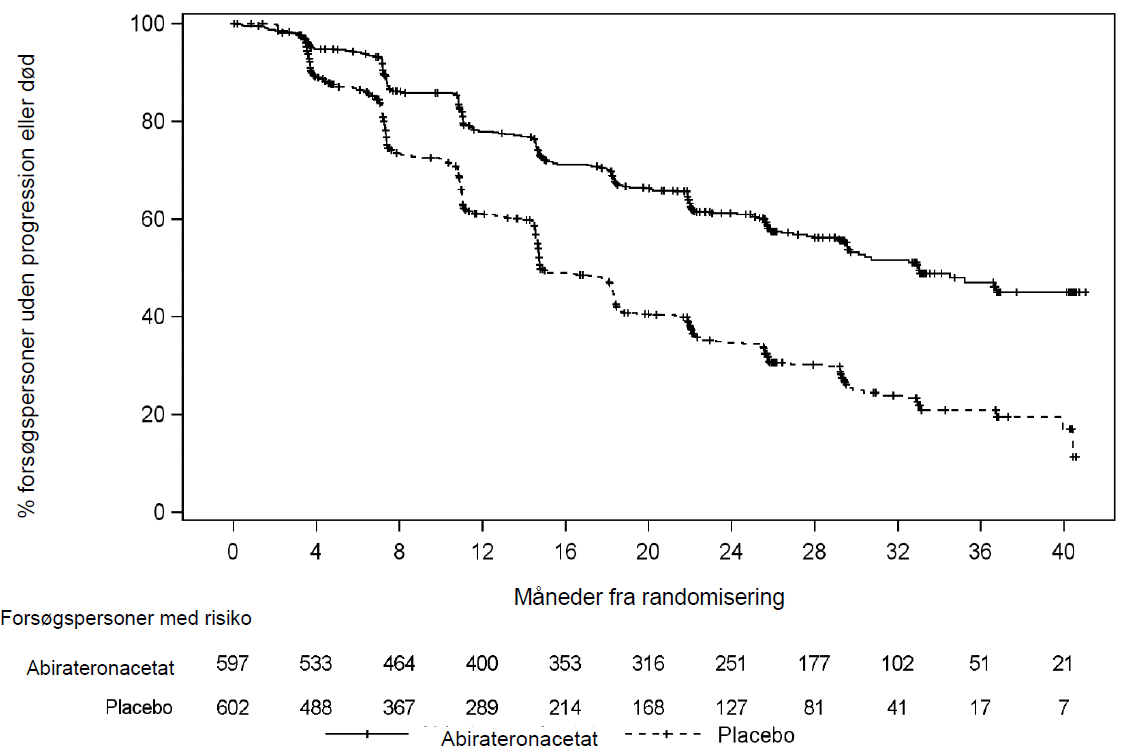 % forsøgspersoner uden progression eller død
100
80
60
40
20
0
0 4 8 12 16 20 24 28 32 36 40
Måneder fra randomisering
Forsøgspersoner med risiko
Abirateronacetat 597 533 464 400 353 316 251 177 102 51 21
Placebo 602 488 367 289 214 168 127 81 41 17 7
Abirateronacetat Placebo